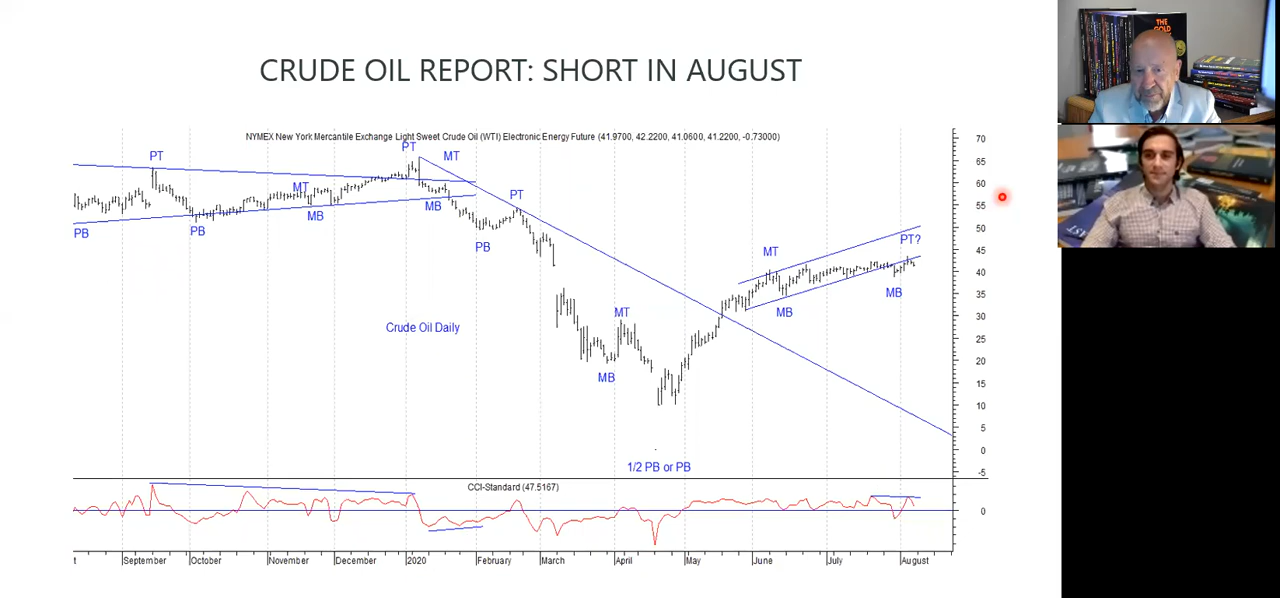 CRUDE OIL REPORT: SHORT IN AUGUST
NYMEX New York Mercantile Exchange Light Sweet Crude Oil (WTI) Electronic Energy Future (41.9700, 42.2200, 41.0600, 41.2200, -0.73000)
PT
PT
MT
MT
MB
PB
PB
MB
PT
PB
MT
MB
Crude Oil Daily
1/2 PB or PB
MT
MB
PT?
MB
70
65
60
55
50
45
40
35
30
25
20
15
10
5
0
-5
CCI-Standard (47.5167)
0
t
September
October
November
December
2020
February
March
April
May
June
July
August
THE
GOLD